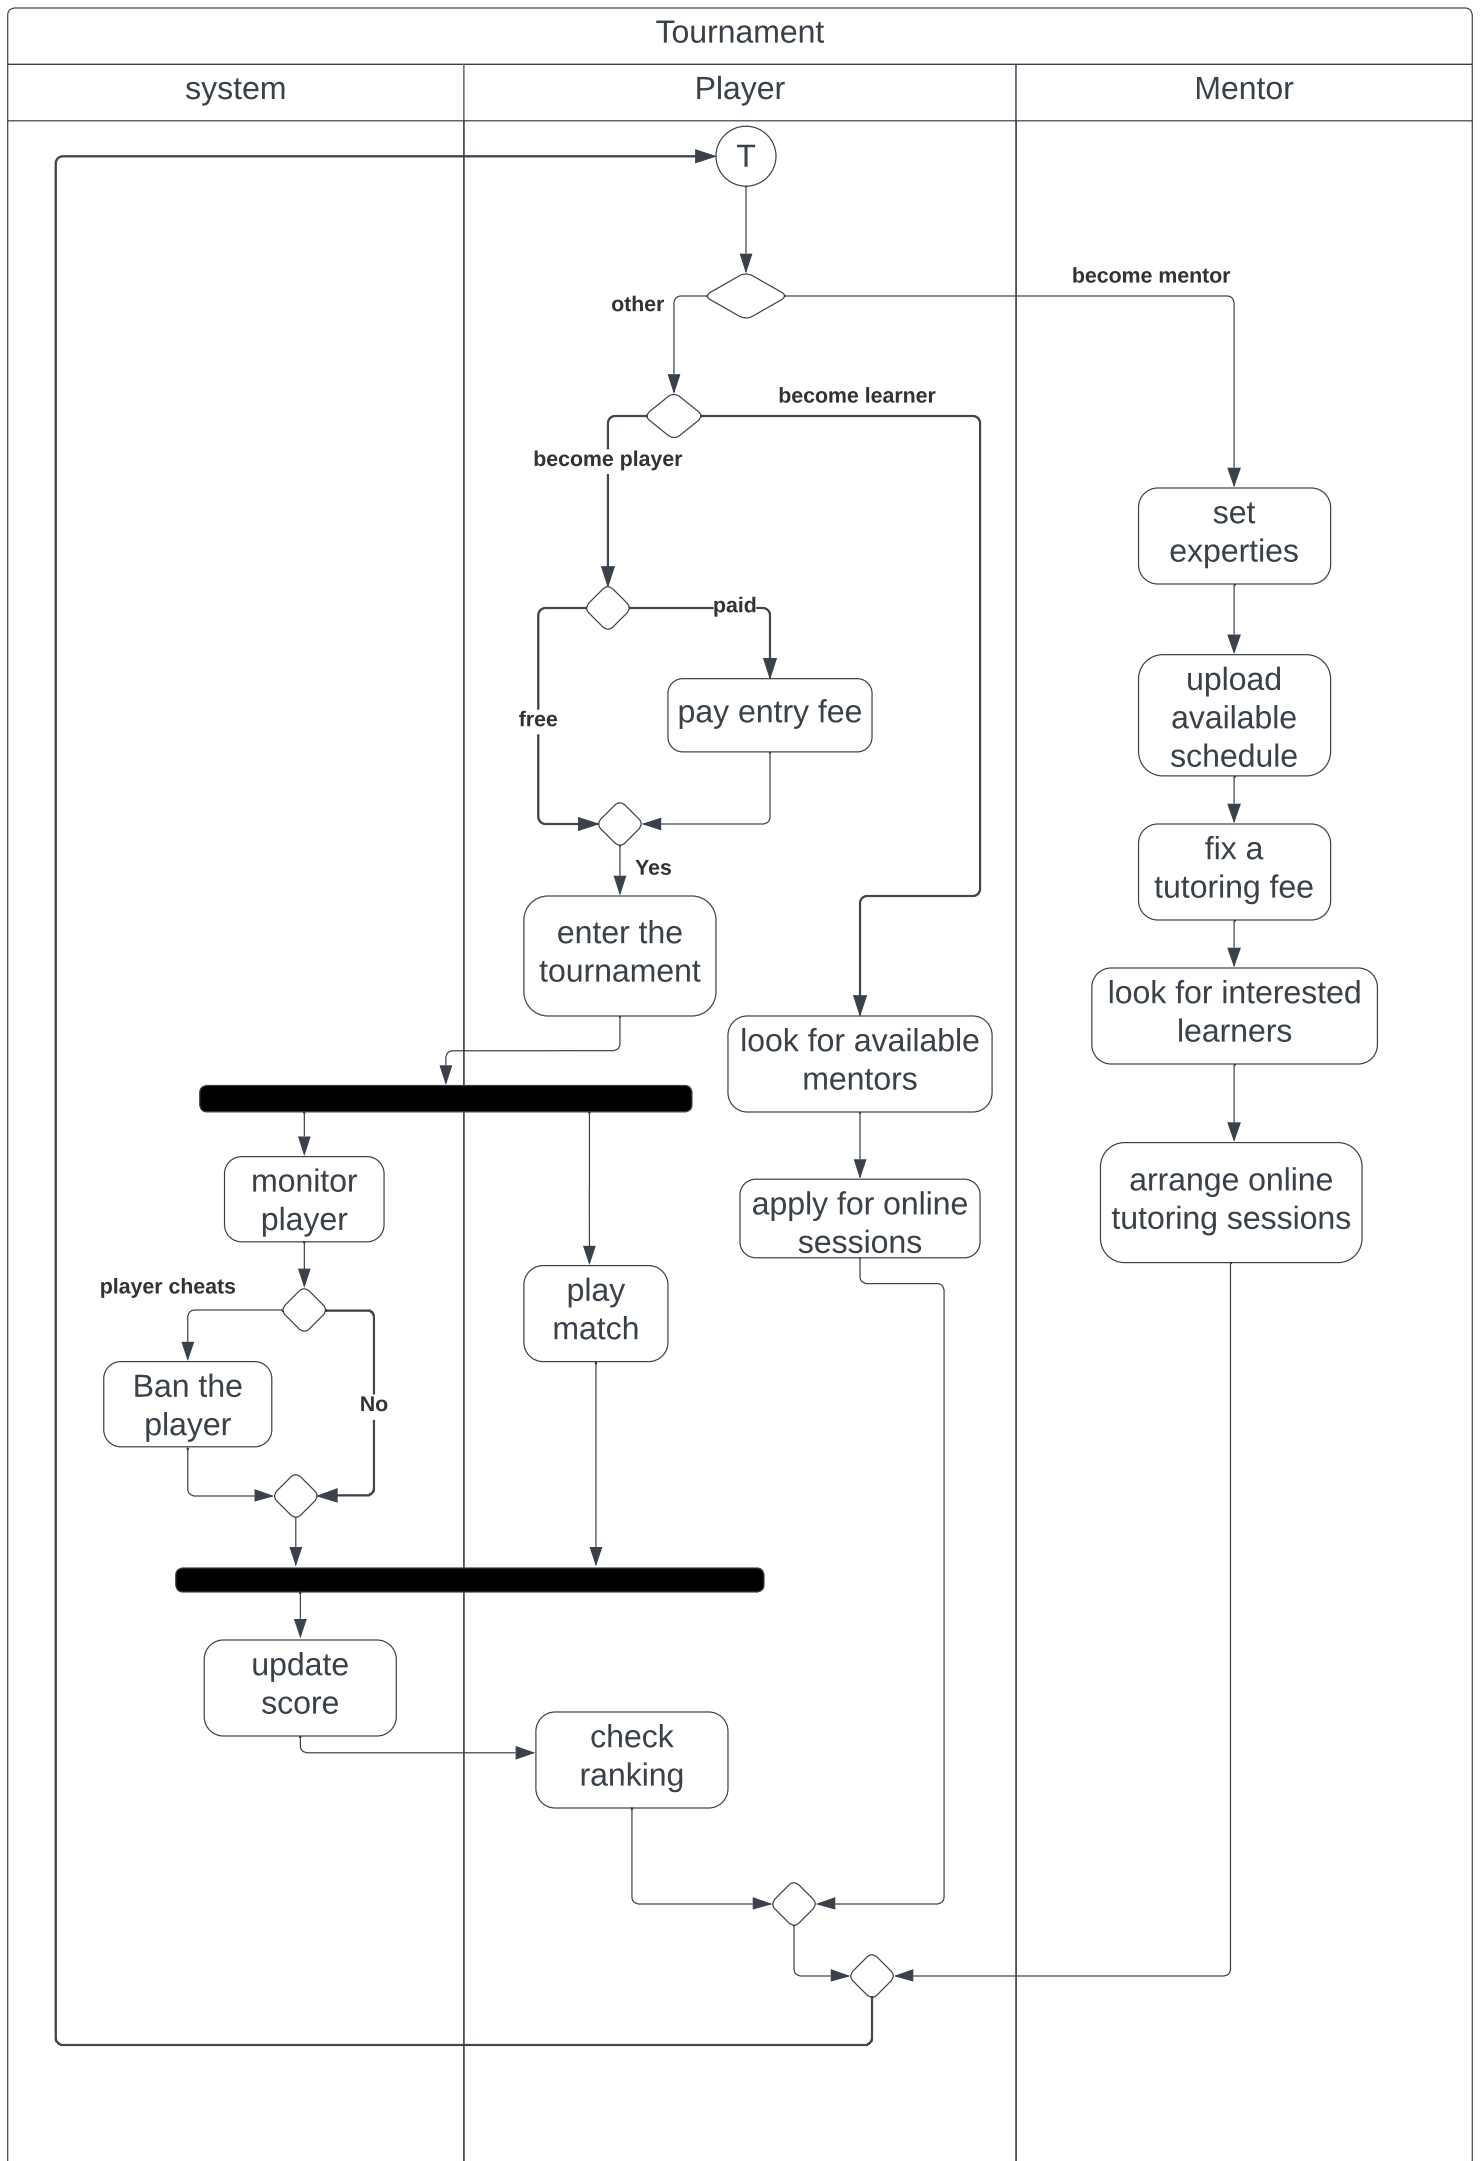 Tournament
system
Player
Mentor
T
become mentor
other
become learner
become player
set
experties
paid
free
pay entry fee
upload
available
schedule
Yes
fix a
tutoring fee
enter the
tournament
look for interested
learners
look for available
mentors
monitor
player
apply for online
sessions
arrange online
tutoring sessions
player cheats
play
match
Ban the
player
No
update
score
check
ranking